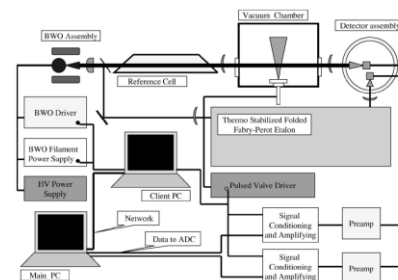 Vacuum Chamber
Detector assembly
BWO Assembly
Reference Cell
BWO Driver
Thermo Stabilized Folded
Fabry-Perot Etalon
BWO Filament
Power Supply
Client PC
HV Power
Supply
Pulsed Valve Driver
Network
Signal
Conditioning
and Amplifying
Preamp
Data to ADC
Main PC
Signal
Conditioning
and Amplifying
Preamp